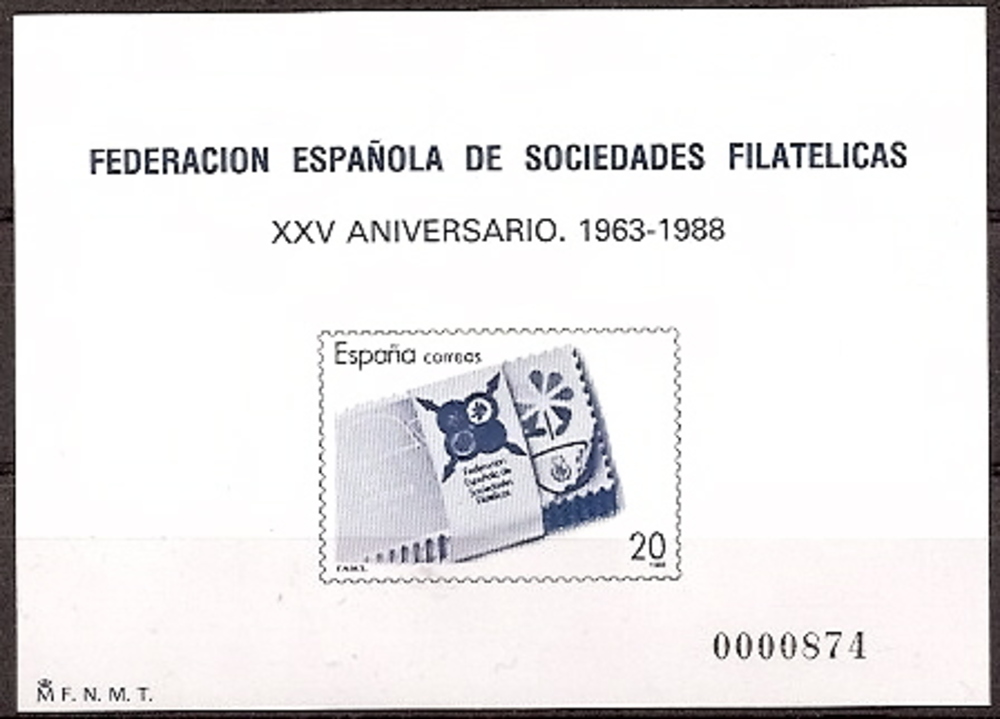 FEDERACION ESPAÑOLA DE SOCIEDADES FILATELICAS
XXV ANIVERSARIO. 1963-1988
España correos
Federacion
Española de
Sociedades
Filatelicas
20
1988
F.N.M.T.
0000874
M F. N. M. T.